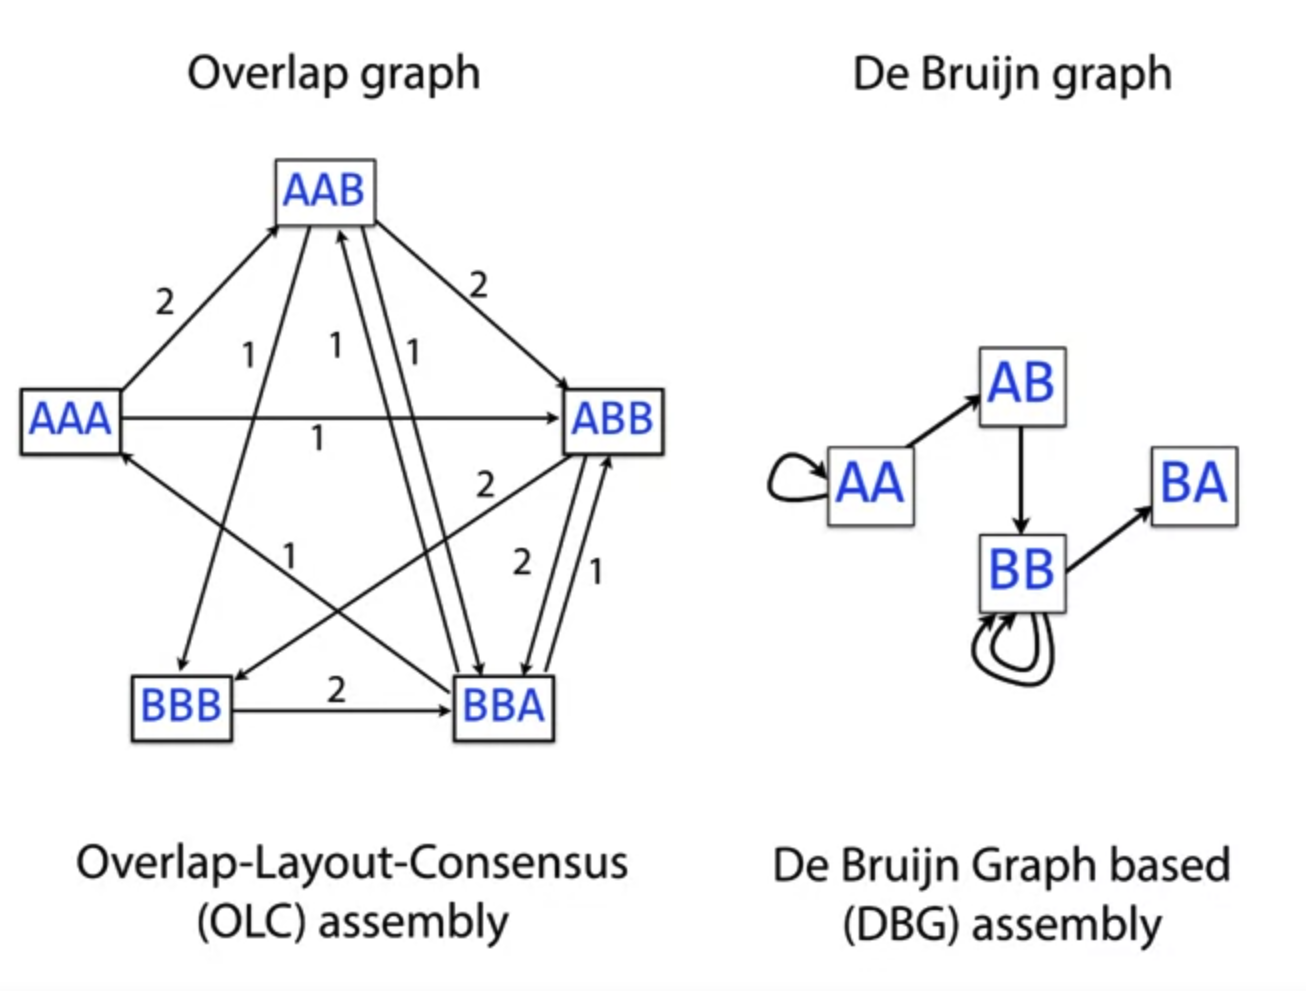 Overlap graph
De Bruijn graph
AAB
2
2
1
1
1
AAA
ABB
1
2
1
2
1
BBB
2
BBA
AB
AA
BA
BB
Overlap-Layout-Consensus
(OLC) assembly
De Bruijn Graph based
(DBG) assembly